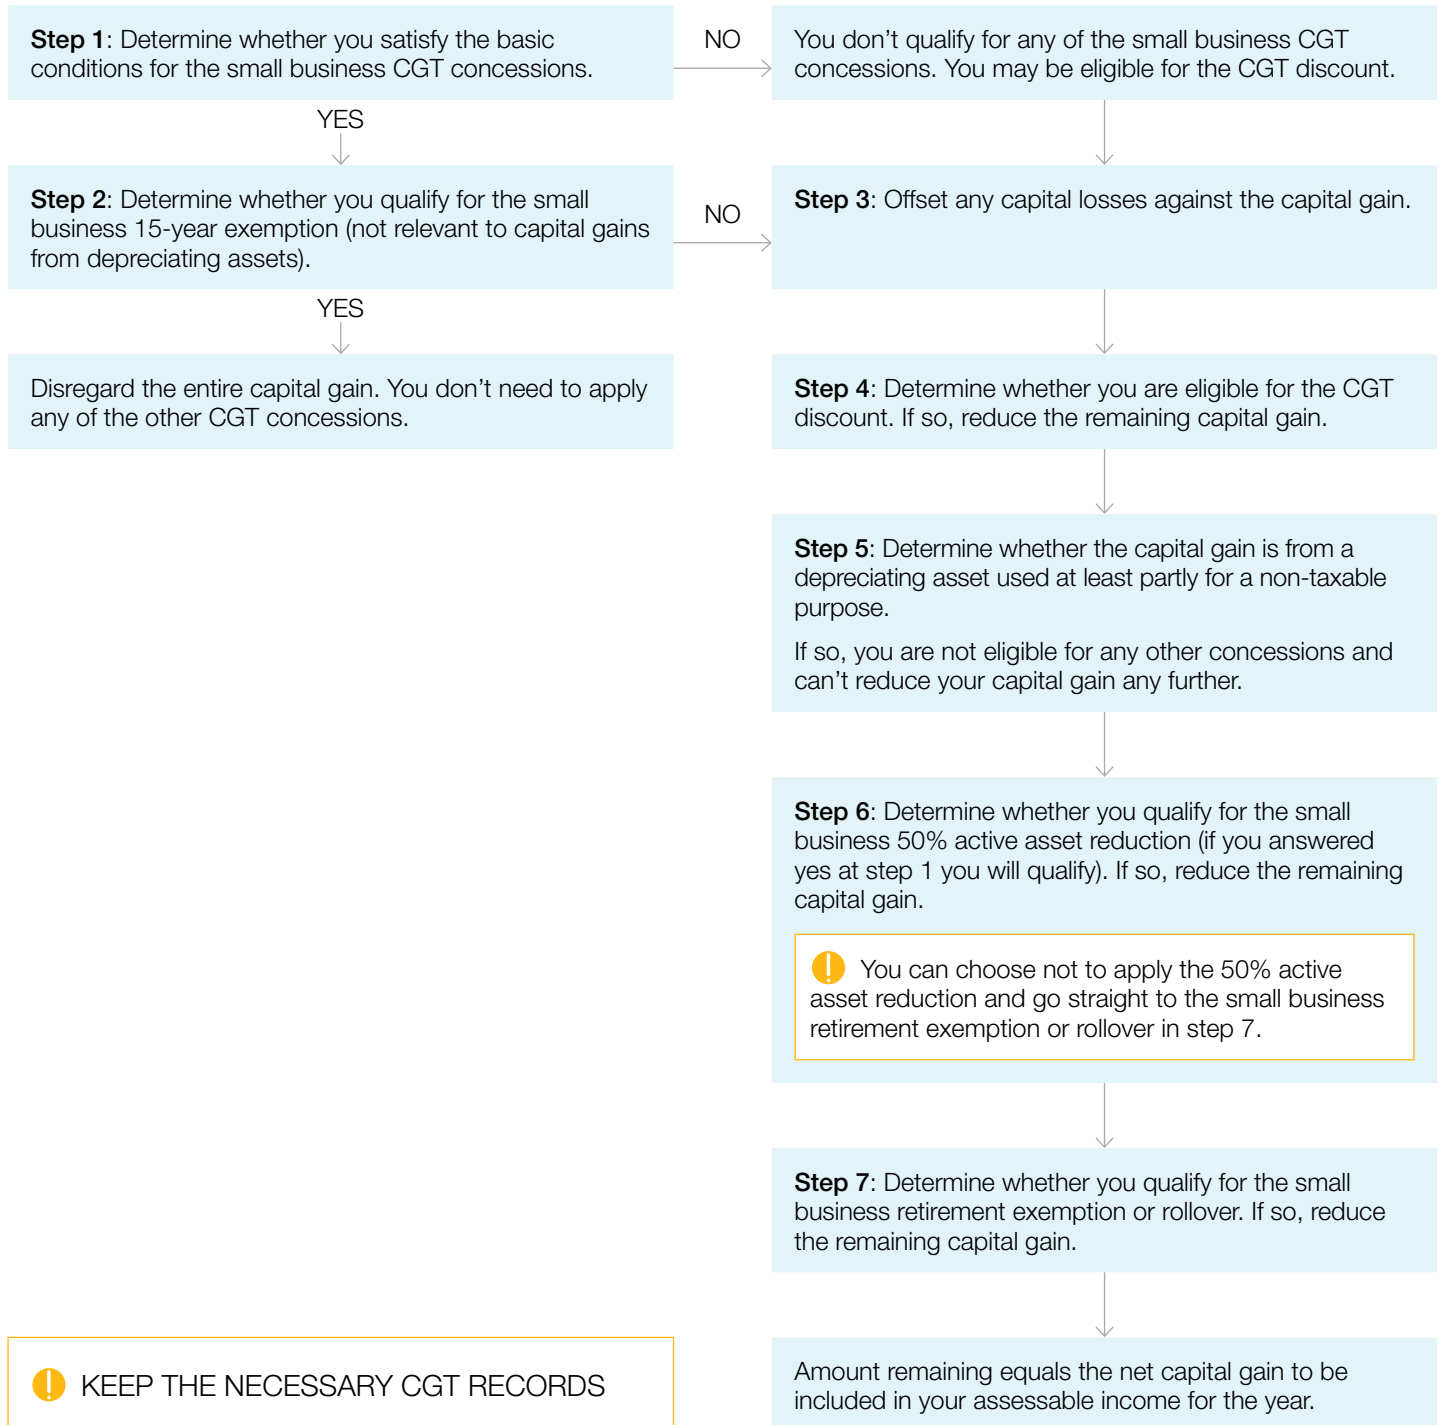 Step 1: Determine whether you satisfy the basic
conditions for the small business CGT concessions.
NO
You don’t qualify for any of the small business CGT
concessions. You may be eligible for the CGT discount.
YES
Step 2: Determine whether you qualify for the small
business 15-year exemption (not relevant to capital gains
from depreciating assets).
NO
Step 3: Offset any capital losses against the capital gain.
YES
Disregard the entire capital gain. You don’t need to apply
any of the other CGT concessions.
Step 4: Determine whether you are eligible for the CGT
discount. If so, reduce the remaining capital gain.
Step 5: Determine whether the capital gain is from a
depreciating asset used at least partly for a non-taxable
purpose.
If so, you are not eligible for any other concessions and
can’t reduce your capital gain any further.
Step 6: Determine whether you qualify for the small
business 50% active asset reduction (if you answered
yes at step 1 you will qualify). If so, reduce the remaining
capital gain.
! You can choose not to apply the 50% active
asset reduction and go straight to the small business
retirement exemption or rollover in step 7.
Step 7: Determine whether you qualify for the small
business retirement exemption or rollover. If so, reduce
the remaining capital gain.
! KEEP THE NECESSARY CGT RECORDS
Amount remaining equals the net capital gain to be
included in your assessable income for the year.